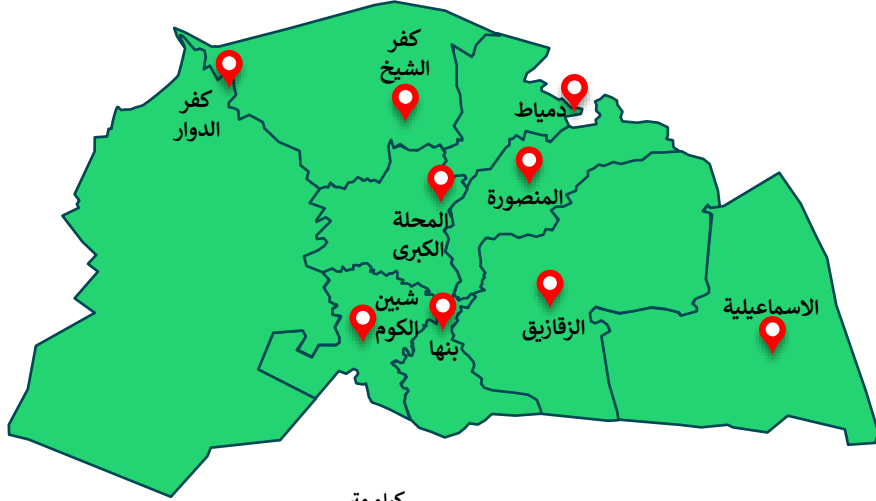 كفر
الشيخ
كفر
الدوار
دمياط
المنصورة
المحلة
الكبرى
شبين
الكوم
بنها
الزقازيق
الاسماعيلية